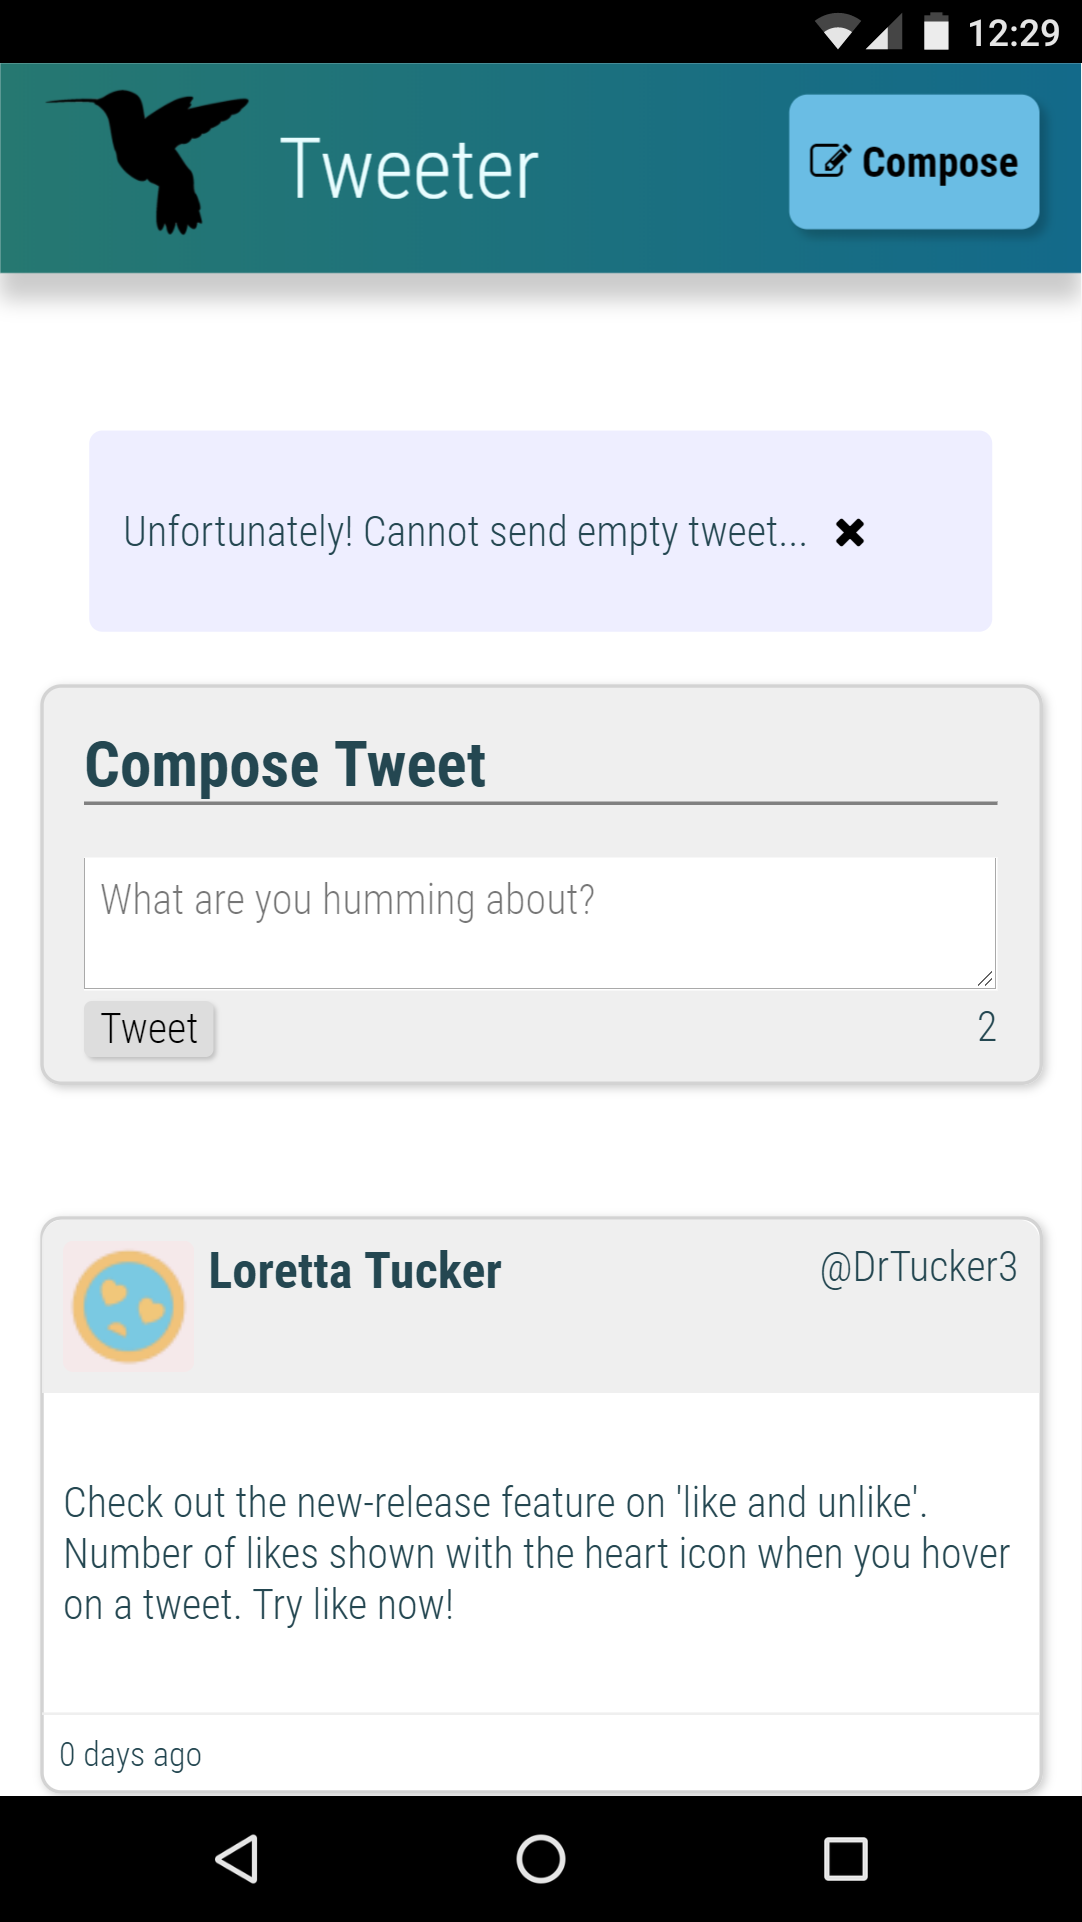 12:29
Tweeter
Compose
Unfortunately! Cannot send empty tweet...
Compose Tweet
What are you humming about?
Tweet
2
Loretta Tucker
@DrTucker3
Check out the new-release feature on 'like and unlike'.
Number of likes shown with the heart icon when you hover
on a tweet. Try like now!
0 days ago